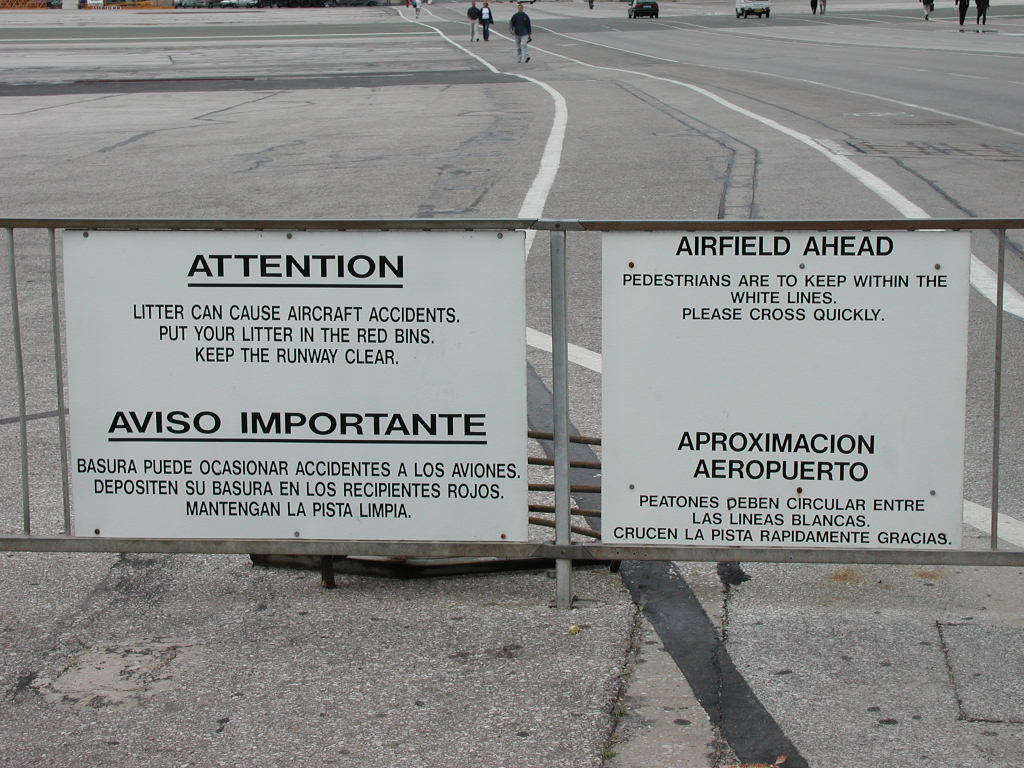 ATTENTION
LITTER CAN CAUSE AIRCRAFT ACCIDENTS.
PUT YOUR LITTER IN THE RED BINS.
KEEP THE RUNWAY CLEAR.
AVISO IMPORTANTE
BASURA PUEDE OCASIONAR ACCIDENTES A LOS AVIONES.
DEPOSITEN SU BASURA EN LOS RECIPIENTES ROJOS.
MANTENGAN LA PISTA LIMPIA.
AIRFIELD AHEAD
PEDESTRIANS ARE TO KEEP WITHIN THE
WHITE LINES.
PLEASE CROSS QUICKLY.
APROXIMACION
AEROPUERTO
PEATONES DEBEN CIRCULAR ENTRE
LAS LINEAS BLANCAS.
CRUCEN LA PISTA RAPIDAMENTE GRACIAS.